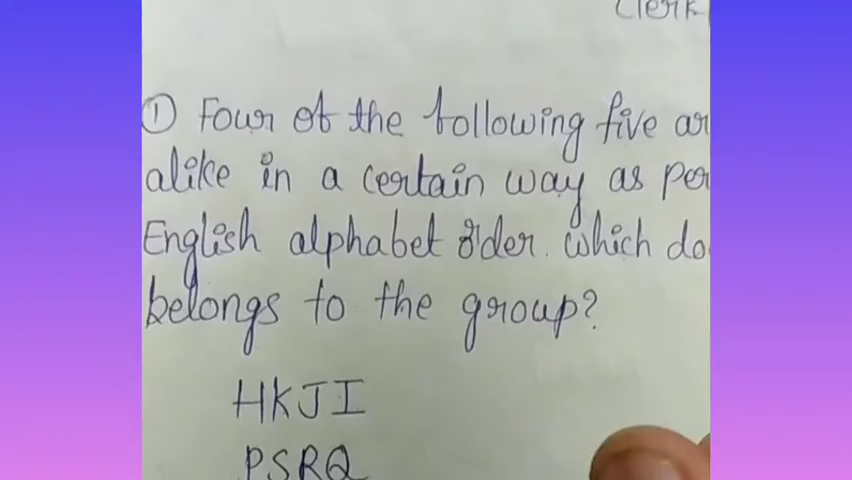 Clerk
① Four of the following five ar
alike in a certain way as per
English alphabet order. which do
belongs to the group?
HKJI
PSRQ